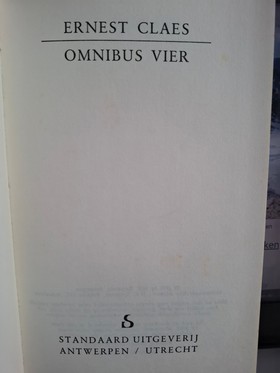 ERNEST CLAES
OMNIBUS VIER
S
STANDAARD UITGEVERIJ
ANTWERPEN / UTRECHT